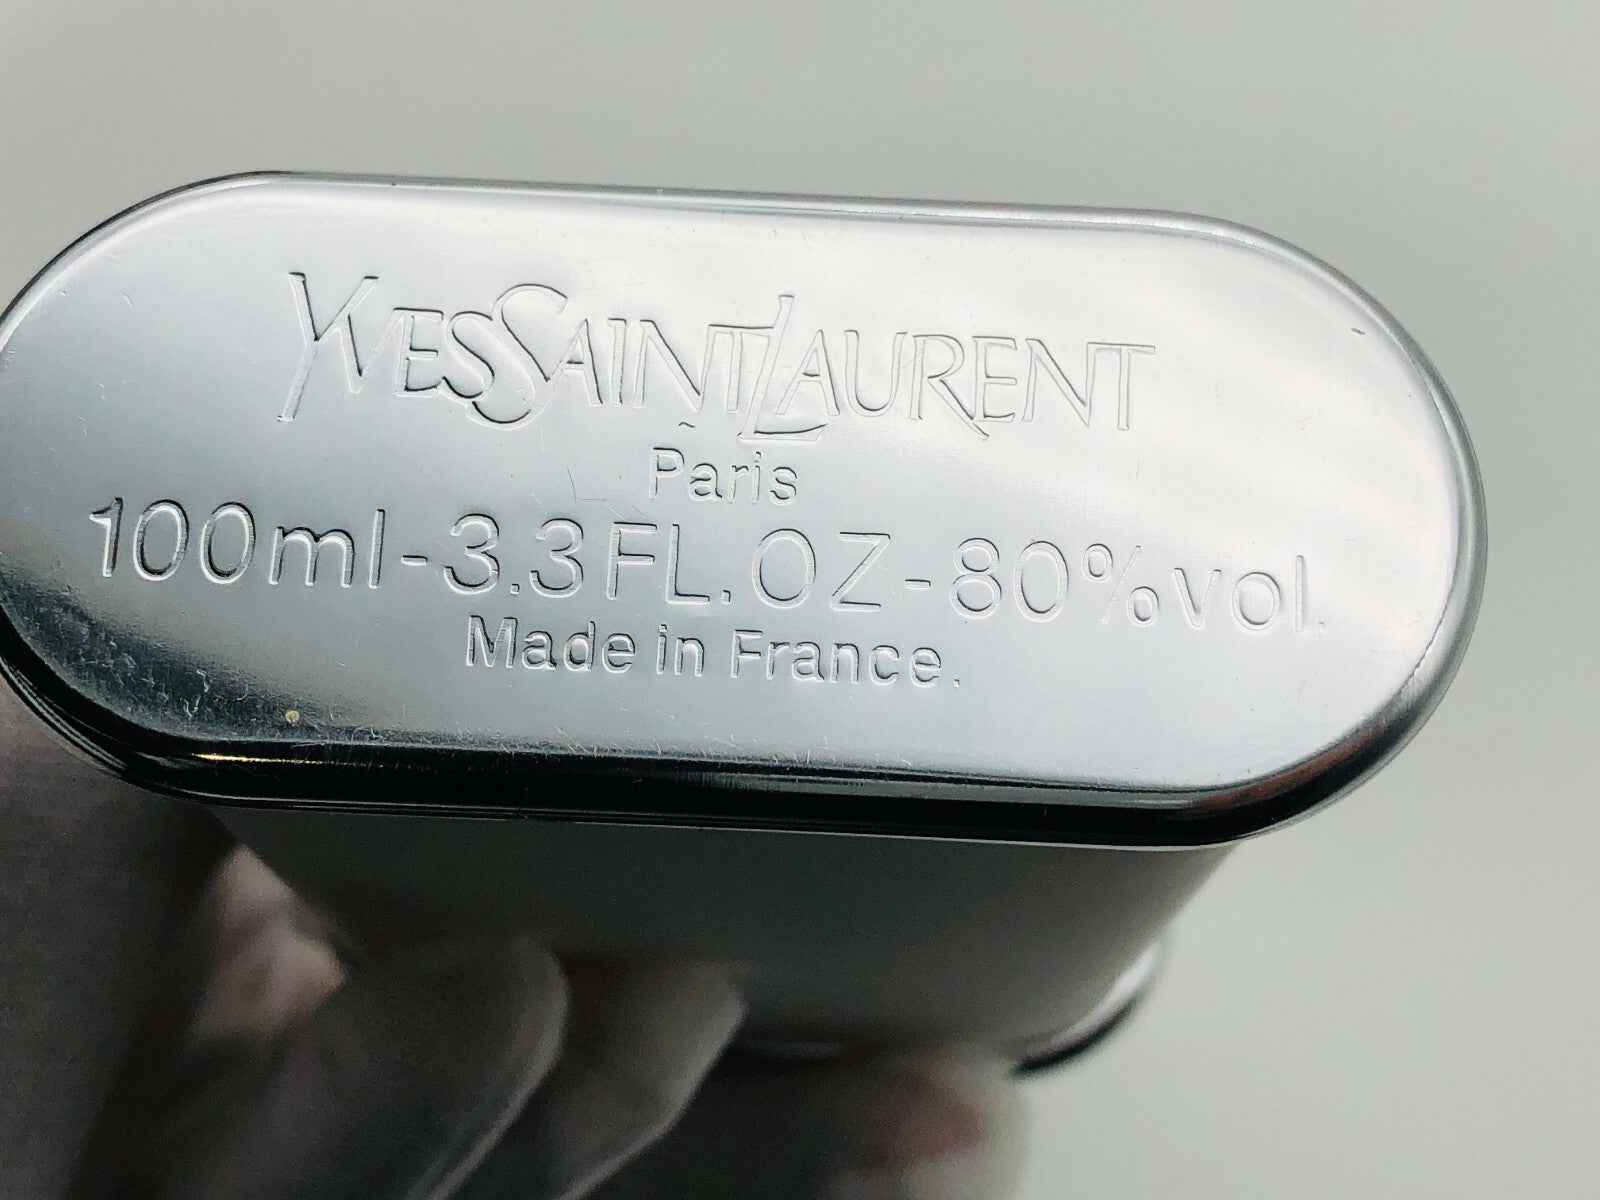 YVESSAINTLAURENT
Paris
100ml-3.3FL.OZ-80%vol.
Made in France.